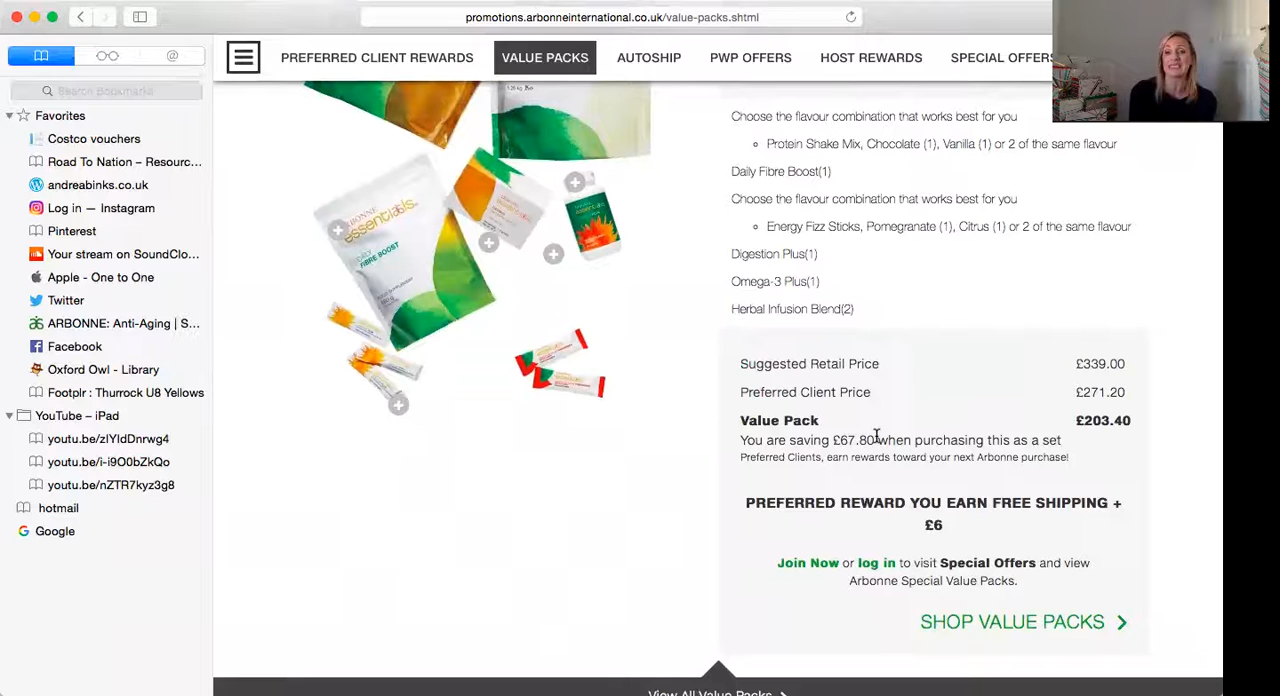 promotions.arbonneinternational.co.uk/value-packs.shtml
@
Search Bookmarks
Favorites
Costco vouchers
Road To Nation – Resourc...
andreabinks.co.uk
Log in — Instagram
Pinterest
Your stream on SoundClo...
Apple - One to One
Twitter
ARBONNE: Anti-Aging | S...
Facebook
Oxford Owl - Library
Footplr : Thurrock U8 Yellows
YouTube – iPad
youtu.be/zlYIdDnrwg4
youtu.be/i-i9O0bZkQo
youtu.be/nZTR7kyz3g8
hotmail
Google
PREFERRED CLIENT REWARDS
VALUE PACKS
AUTOSHIP
PWP OFFERS
HOST REWARDS
SPECIAL OFFERS
ARBONNE
essentials
DAILY
FIBRE BOOST
Choose the flavour combination that works best for you
Protein Shake Mix, Chocolate (1), Vanilla (1) or 2 of the same flavour
Daily Fibre Boost(1)
Choose the flavour combination that works best for you
Energy Fizz Sticks, Pomegranate (1), Citrus (1) or 2 of the same flavour
Digestion Plus(1)
Omega-3 Plus(1)
Herbal Infusion Blend(2)
Suggested Retail Price £339.00
Preferred Client Price £271.20
Value Pack £203.40
You are saving £67.80 when purchasing this as a set
Preferred Clients, earn rewards toward your next Arbonne purchase!
PREFERRED REWARD YOU EARN FREE SHIPPING +
£6
Join Now or log in to visit Special Offers and view
Arbonne Special Value Packs.
SHOP VALUE PACKS
View All Value Packs